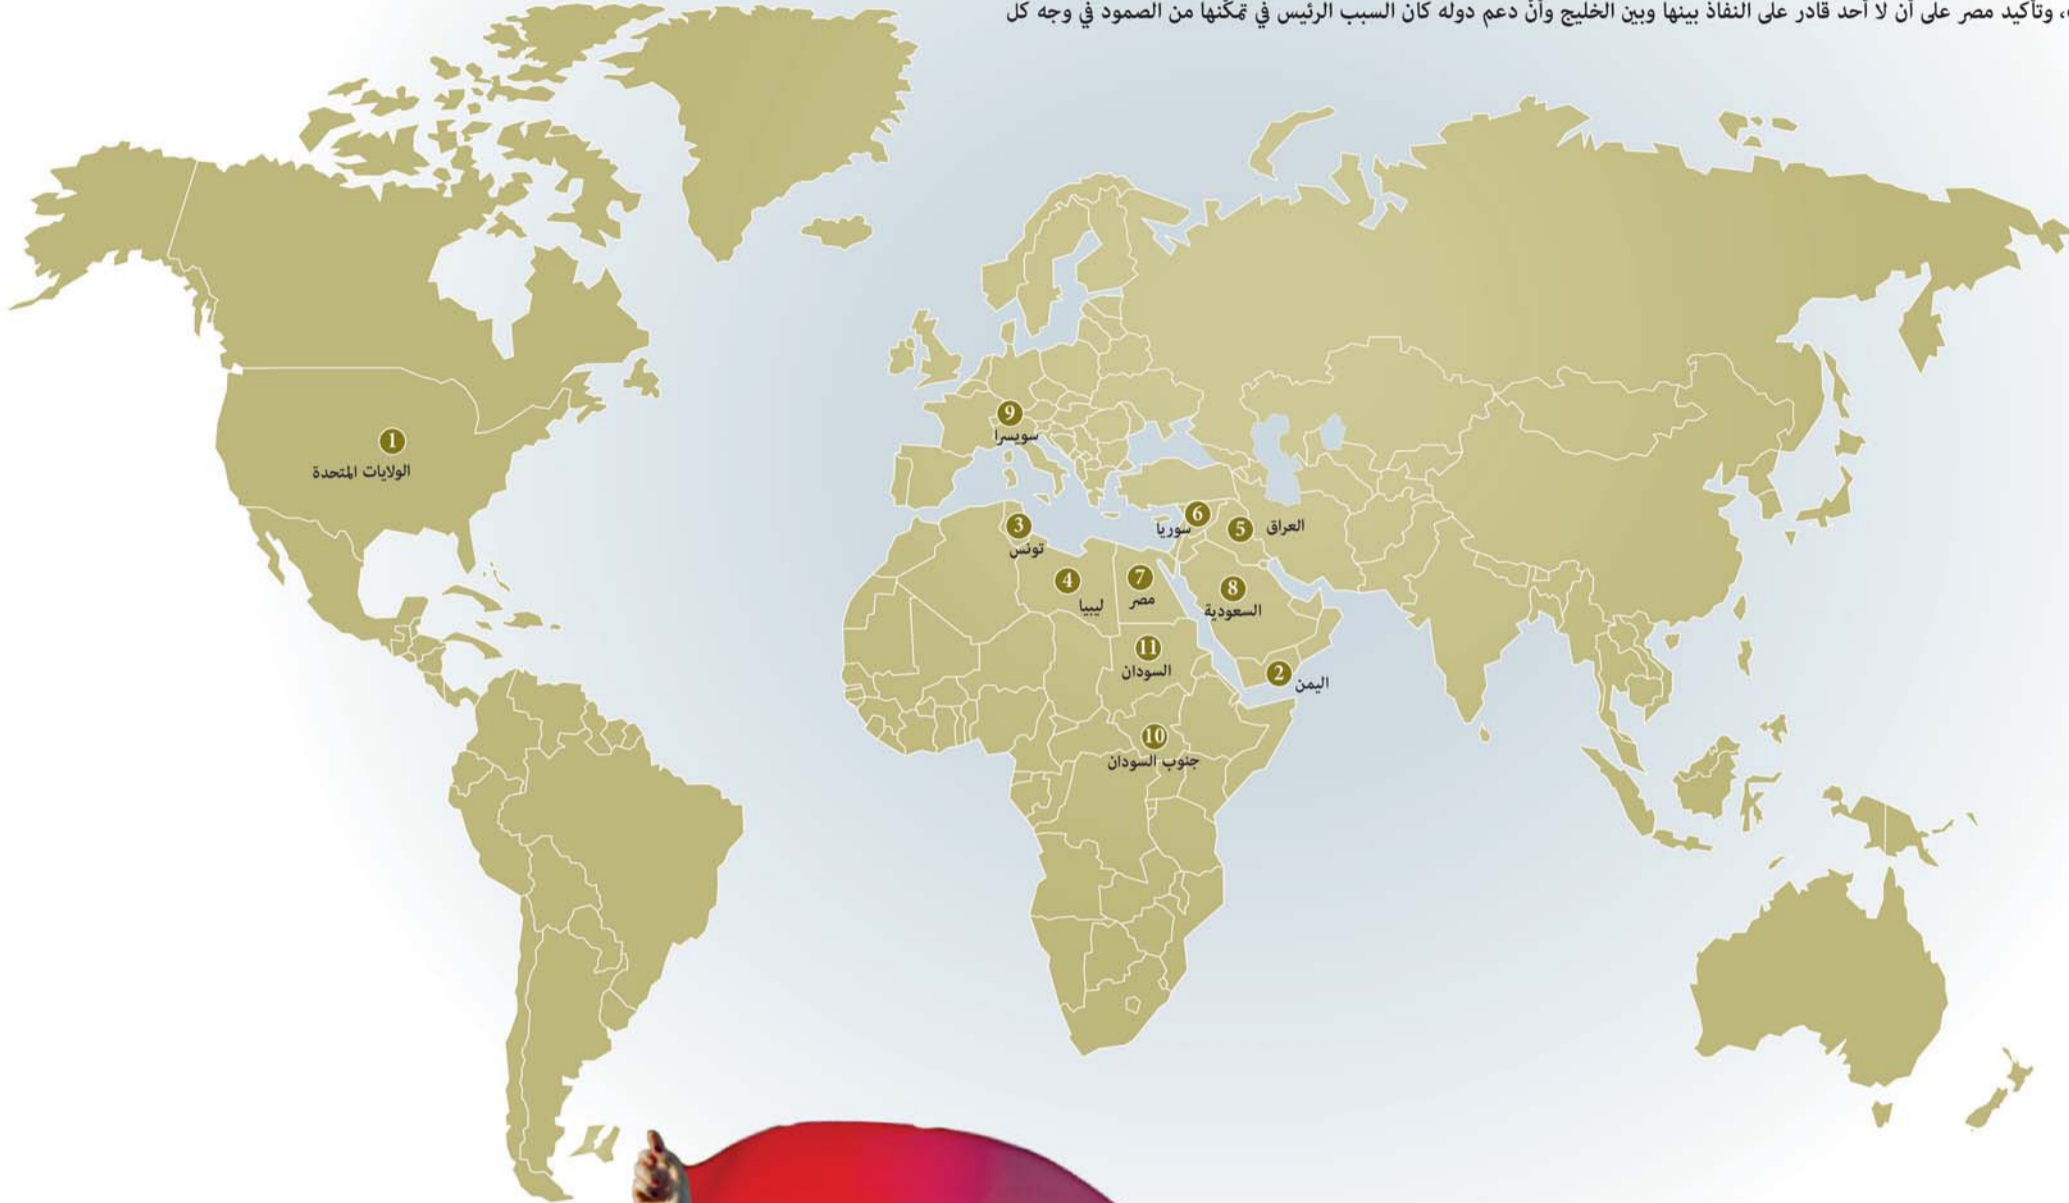 ، وتأكيد مصر على أن لا أحد قادر على النفاذ بينها وبين الخليج وأنّ دعم دوله كان السبب الرئيس في تمكّنها من الصمود في وجه كل
9
سويسرا
1
الولايات المتحدة
6
سوريا
5
العراق
3
تونس
4
ليبيا
7
مصر
8
السعودية
11
السودان
2
اليمن
10
جنوب السودان